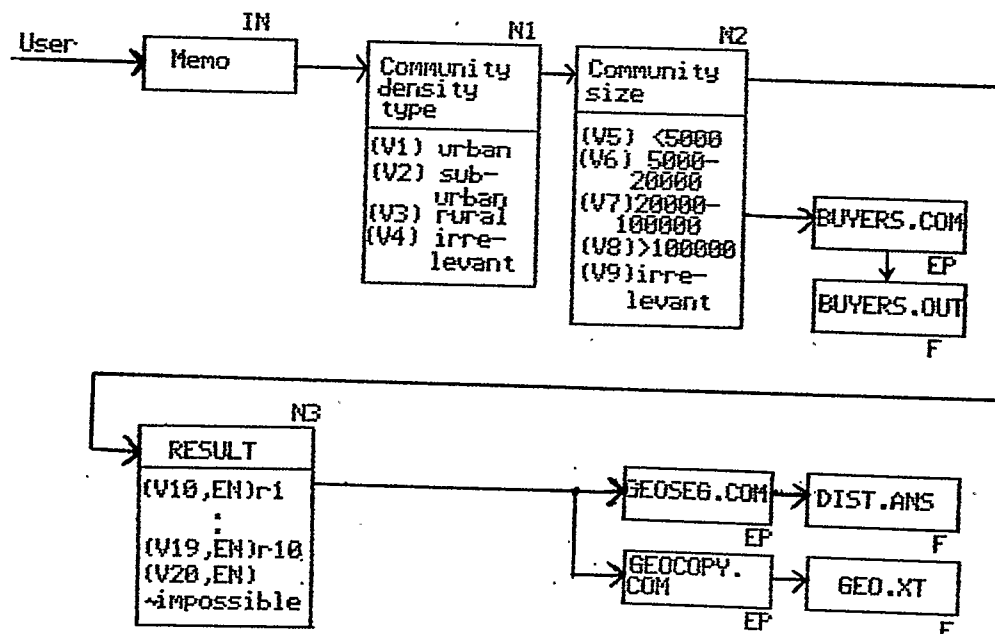 User
IN
Memo
N1
Community
density
type
(V1) urban
(V2) sub-
urban
(V3) rural
(V4) irre-
levant
N2
Community
size
(V5) <5000
(V6) 5000-
20000
(V7)20000-
100000
(V8)>100000
(V9)irre-
levant
BUYERS.COM
EP
BUYERS.OUT
F
N3
RESULT
(V10,EN)r1
:
(V19,EN)r10
(V20,EN)
~impossible
GEOSEG.COM
EP
DIST.ANS
F
GEOCOPY.
COM
EP
GEO.XT
F